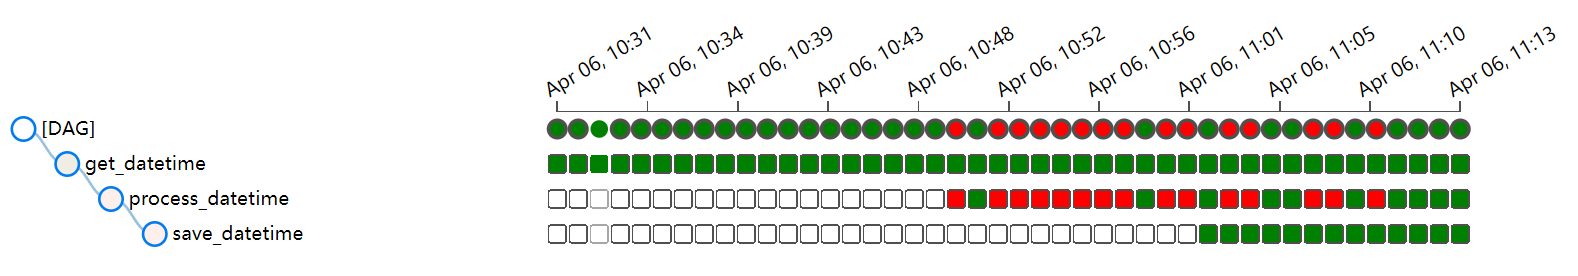 Apr 06, 10:31
Apr 06, 10:34
Apr 06, 10:39
Apr 06, 10:43
Apr 06, 10:48
Apr 06, 10:52
Apr 06, 10:56
Apr 06, 11:01
Apr 06, 11:05
Apr 06, 11:10
Apr 06, 11:13
[DAG]
get_datetime
process_datetime
save_datetime